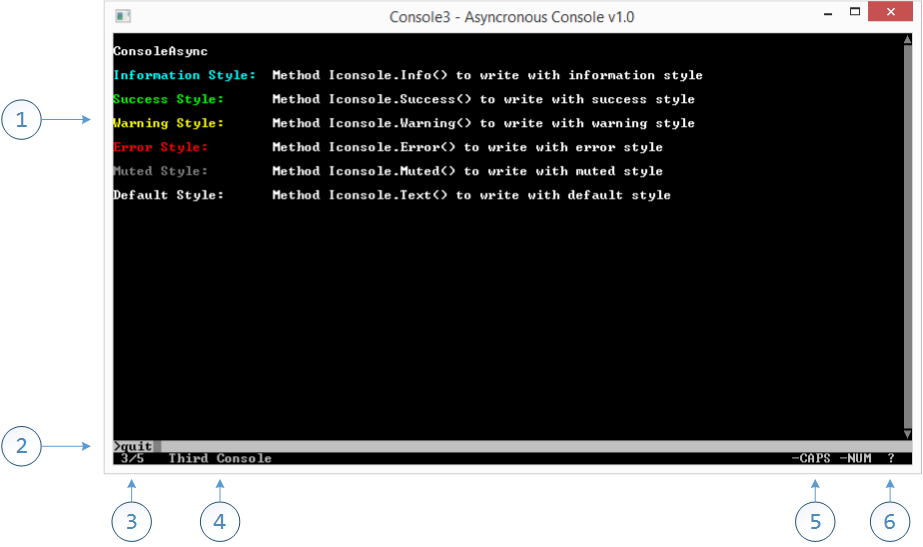 Console3 - Asyncronous Console v1.0
ConsoleAsync
Information Style: Method Iconsole.Info() to write with information style
1
Success Style: Method Iconsole.Success() to write with success style
Warning Style: Method Iconsole.Warning() to write with warning style
Error Style: Method Iconsole.Error() to write with error style
Muted Style: Method Iconsole.Muted() to write with muted style
Default Style: Method Iconsole.Text() to write with default style
2
>quit
3/5 Third Console -CAPS -NUM ?
3 4 5 6